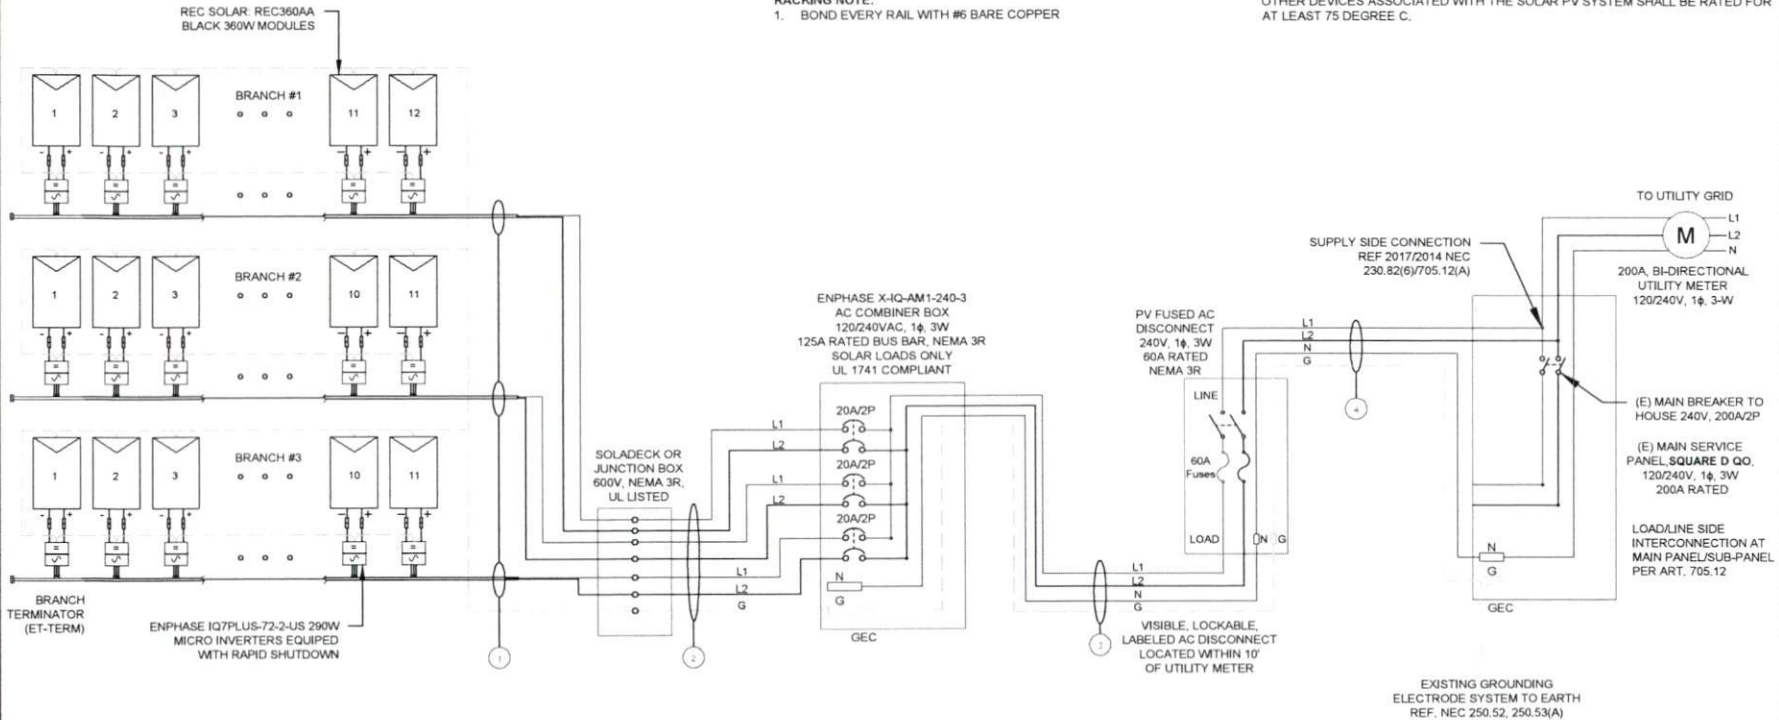 REC SOLAR: REC360AA
BLACK 360W MODULES
RACKING NOTE:
1. BOND EVERY RAIL WITH #6 BARE COPPER
OTHER DEVICES ASSOCIATED WITH THE SOLAR PV SYSTEM SHALL BE RATED FOR
AT LEAST 75 DEGREE C.
BRANCH #1
1 2 3 11 12
- + - + - + - + - +
BRANCH #2
1 2 3 10 11
- + - + - + - + - +
BRANCH #3
1 2 3 10 11
- + - + - + - + - +
BRANCH
TERMINATOR
(ET-TERM)
ENPHASE IQ7PLUS-72-2-US 290W
MICRO INVERTERS EQUIPED
WITH RAPID SHUTDOWN
1
SOLADECK OR
JUNCTION BOX
600V, NEMA 3R,
UL LISTED
2
L1
L2
L1
L2
L1
L2
G
ENPHASE X-IQ-AM1-240-3
AC COMBINER BOX
120/240VAC, 1ϕ, 3W
125A RATED BUS BAR, NEMA 3R
SOLAR LOADS ONLY
UL 1741 COMPLIANT
20A/2P
20A/2P
20A/2P
N
G
GEC
3
L1
L2
N
G
PV FUSED AC
DISCONNECT
240V, 1ϕ, 3W
60A RATED
NEMA 3R
LINE
60A
Fuses
LOAD
N G
VISIBLE, LOCKABLE,
LABELED AC DISCONNECT
LOCATED WITHIN 10'
OF UTILITY METER
L1
L2
N
G
4
SUPPLY SIDE CONNECTION
REF 2017/2014 NEC
230.82(6)/705.12(A)
TO UTILITY GRID
M
L1
L2
N
200A, BI-DIRECTIONAL
UTILITY METER
120/240V, 1ϕ, 3-W
(E) MAIN BREAKER TO
HOUSE 240V, 200A/2P
(E) MAIN SERVICE
PANEL,SQUARE D QO,
120/240V, 1ϕ, 3W
200A RATED
LOAD/LINE SIDE
INTERCONNECTION AT
MAIN PANEL/SUB-PANEL
PER ART. 705.12
N
G
GEC
EXISTING GROUNDING
ELECTRODE SYSTEM TO EARTH
REF. NEC 250.52, 250.53(A)